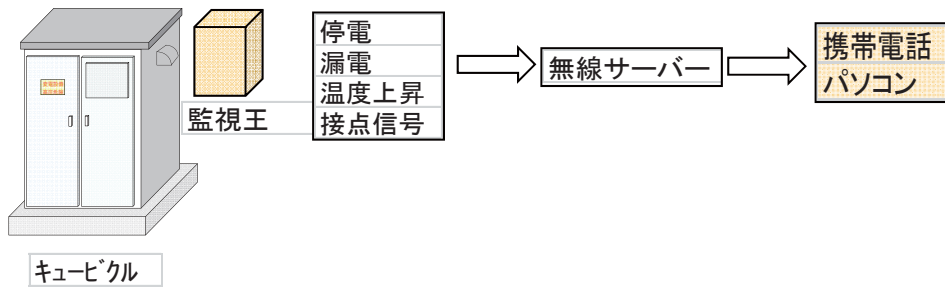 停電
漏電
温度上昇
接点信号
監視王
無線サーバー
携帯電話
パソコン
キュービクル